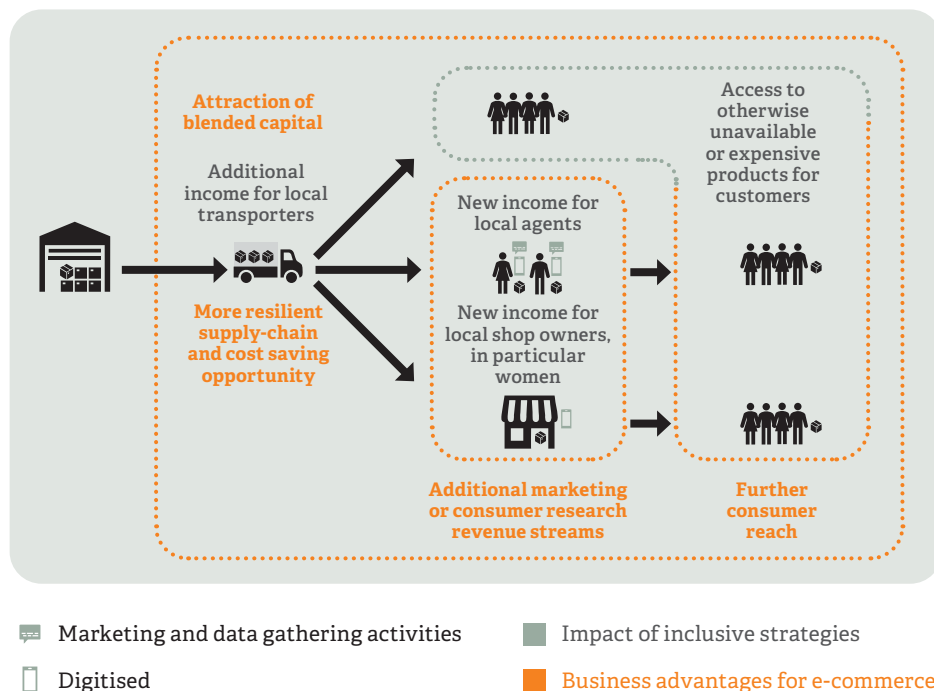 Attraction of
blended capital
Additional
income for local
transporters
More resilient
supply-chain
and cost saving
opportunity
New income for
local agents
New income for
local shop owners,
in particular
women
Additional marketing
or consumer research
revenue streams
Access to
otherwise
unavailable
or expensive
products for
customers
Further
consumer
reach
Marketing and data gathering activities
Digitised
Impact of inclusive strategies
Business advantages for e-commerce